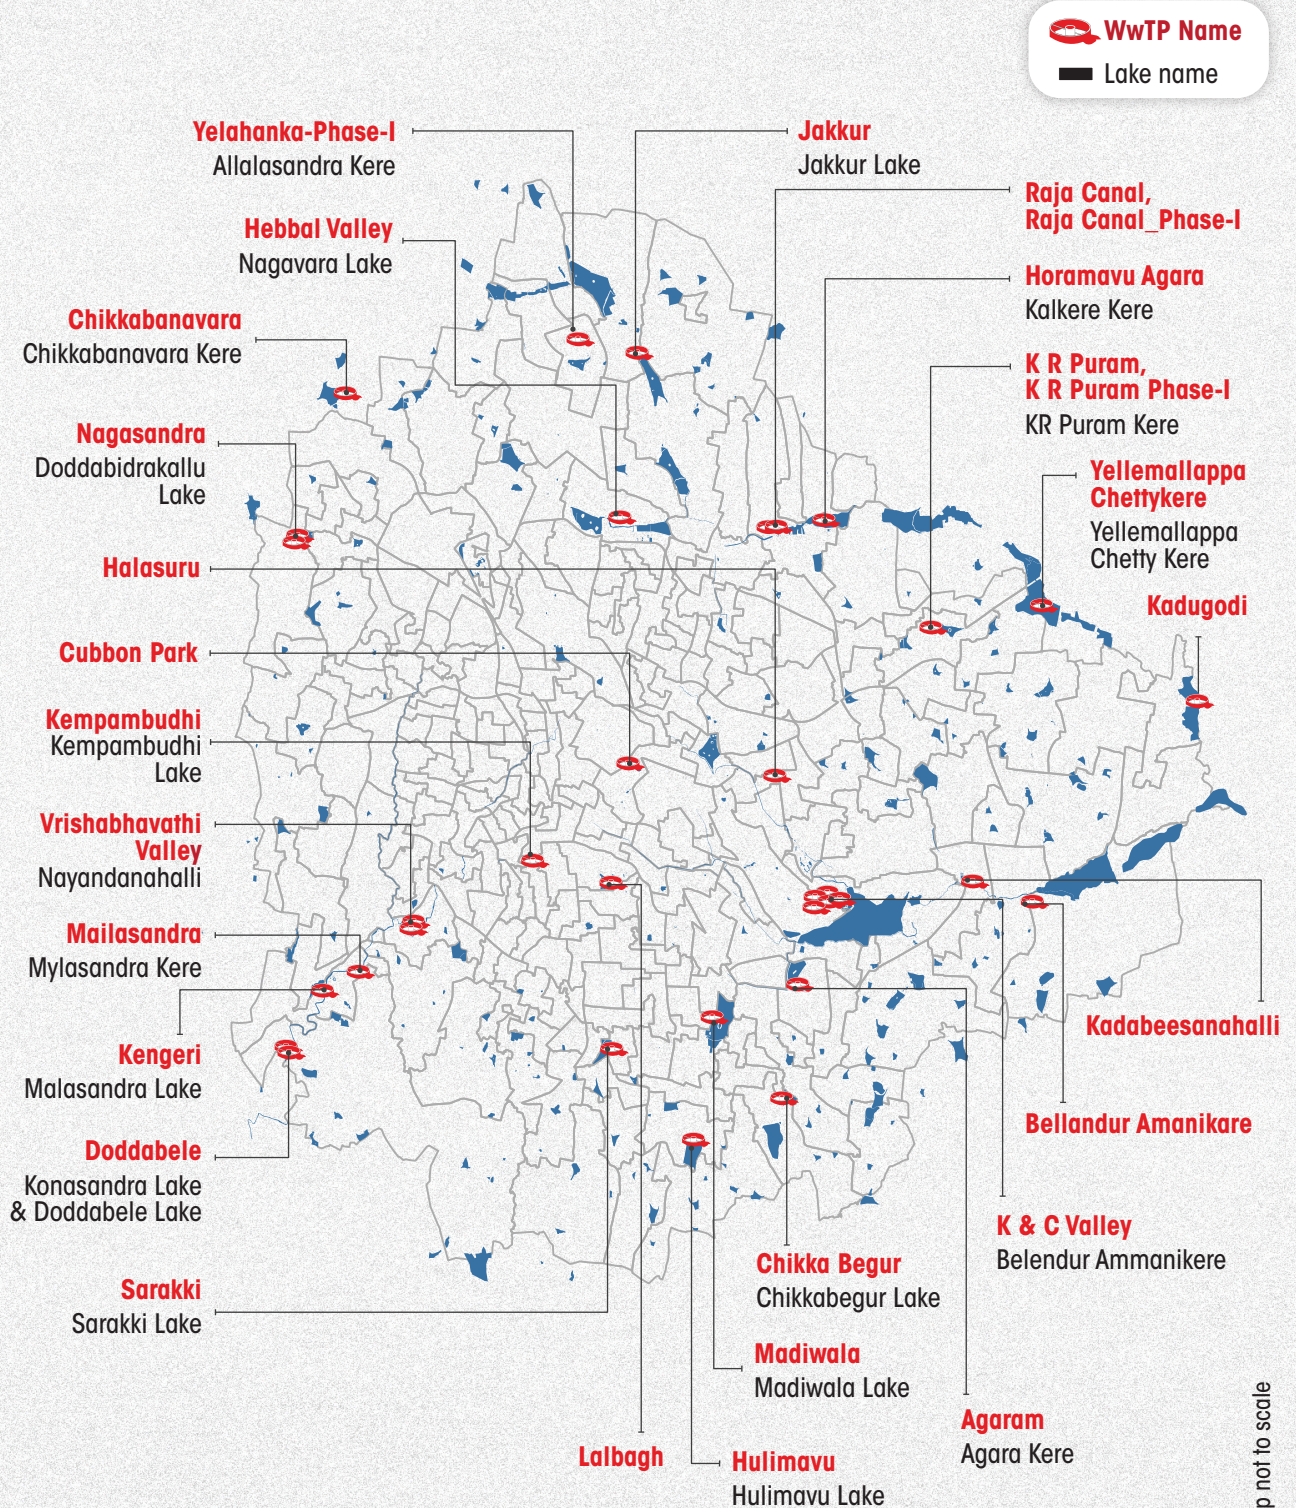 WwTP Name
Lake name
Yelahanka-Phase-I
Allalasandra Kere
Jakkur
Jakkur Lake
Raja Canal,
Raja Canal_Phase-I
Hebbal Valley
Nagavara Lake
Horamavu Agara
Kalkere Kere
Chikkabanavara
Chikkabanavara Kere
K R Puram,
K R Puram Phase-I
KR Puram Kere
Nagasandra
Doddabidrakallu
Lake
Yellemallappa
Chettykere
Yellemallappa
Chetty Kere
Halasuru
Kadugodi
Cubbon Park
Kempambudhi
Kempambudhi
Lake
Vrishabhavathi
Valley
Nayandanahalli
Mailasandra
Mylasandra Kere
Kengeri
Malasandra Lake
Kadabeesanahalli
Doddabele
Konasandra Lake
& Doddabele Lake
Bellandur Amanikare
K & C Valley
Belendur Ammanikere
Sarakki
Sarakki Lake
Chikka Begur
Chikkabegur Lake
Madiwala
Madiwala Lake
Agaram
Agara Kere
Lalbagh
Hulimavu
Hulimavu Lake
p not to scale